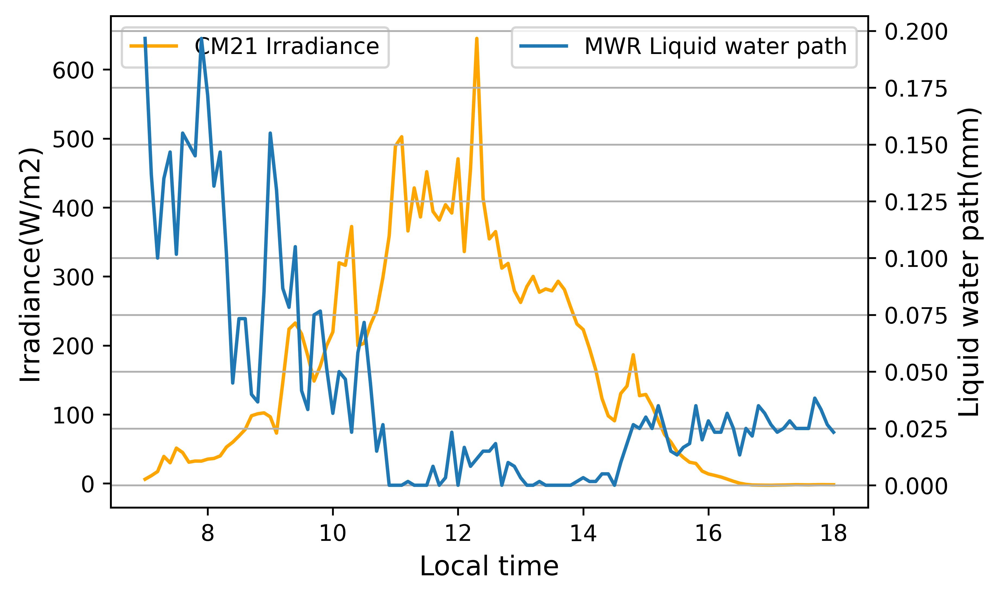 CM21 Irradiance
MWR Liquid water path
600
500
400
300
200
100
0
Irradiance(W/m2)
0.200
0.175
0.150
0.125
0.100
0.075
0.050
0.025
0.000
Liquid water path(mm)
8 10 12 14 16 18
Local time